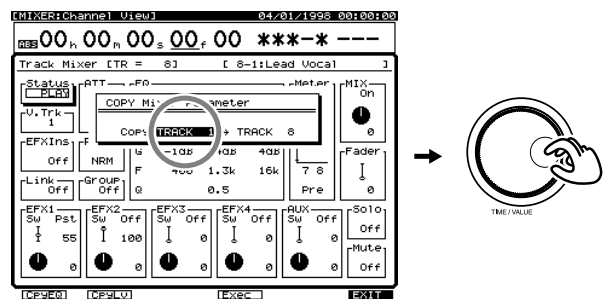 [MIXER:Channel View] 04/01/1998 00:00:00
ABS 00h 00m 00s 00f 00 ***-* ---
Track Mixer [TR = 8] [ 8-1:Lead Vocal ]
Status ATT EQ Meter MIX
PLAY On
COPY Mi Parameter
V.Trk
1 0
COPY TRACK 1 → TRACK 8
EFXIns F Fader
Off NRM G -1dB 4dB 4dB
F 400 1.3k 16k 7 8
Link Group
Off Off Q 0.5 Pre 0
EFX1 EFX2 EFX3 EFX4 AUX Solo
Sw Pst Sw Off Sw Off Sw Off Sw Off Off
55 100 0 0 0 Mute
0 0 0 0 0 Off
CpyEQ CpyLV Exec EXIT
TIME / VALUE